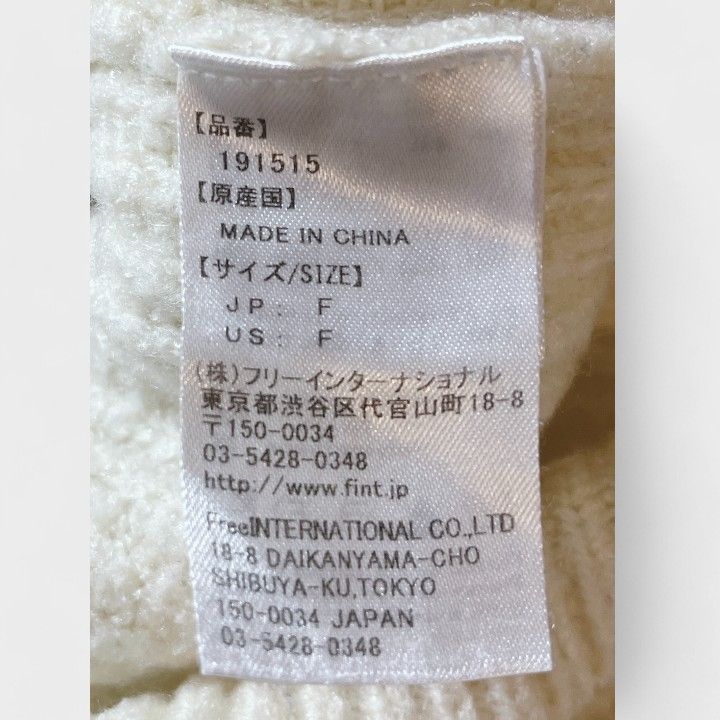 【品番】
191515
【原産国】
MADE IN CHINA
【サイズ/SIZE】
JP: F
US: F
(株)フリーインターナショナル
東京都渋谷区代官山町18-8
〒150-0034
03-5428-0348
http://www.fint.jp
FreeINTERNATIONAL CO.,LTD
18-8 DAIKANYAMA-CHO
SHIBUYA-KU,TOKYO
150-0034 JAPAN
03-5428-0348